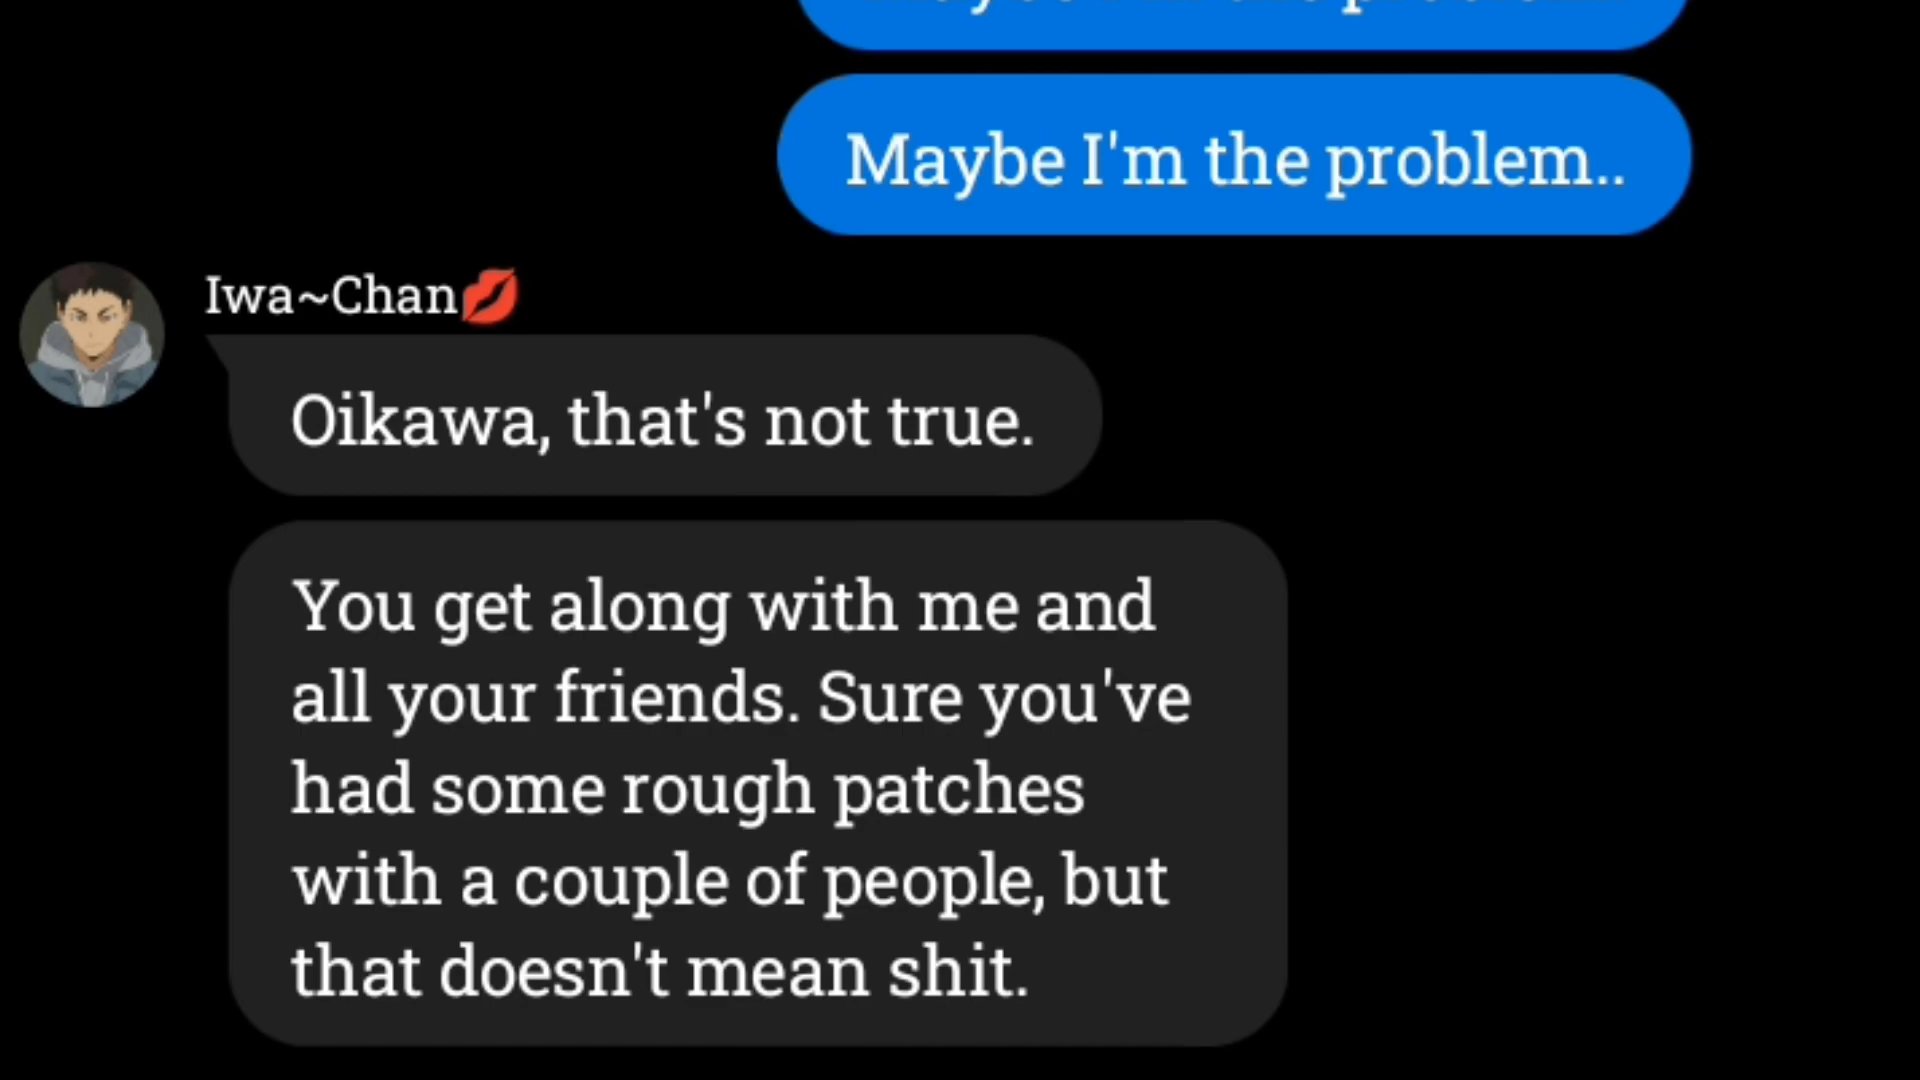 Maybe I'm the problem..
Iwa~Chan💋
Oikawa, that's not true.
You get along with me and
all your friends. Sure you've
had some rough patches
with a couple of people, but
that doesn't mean shit.